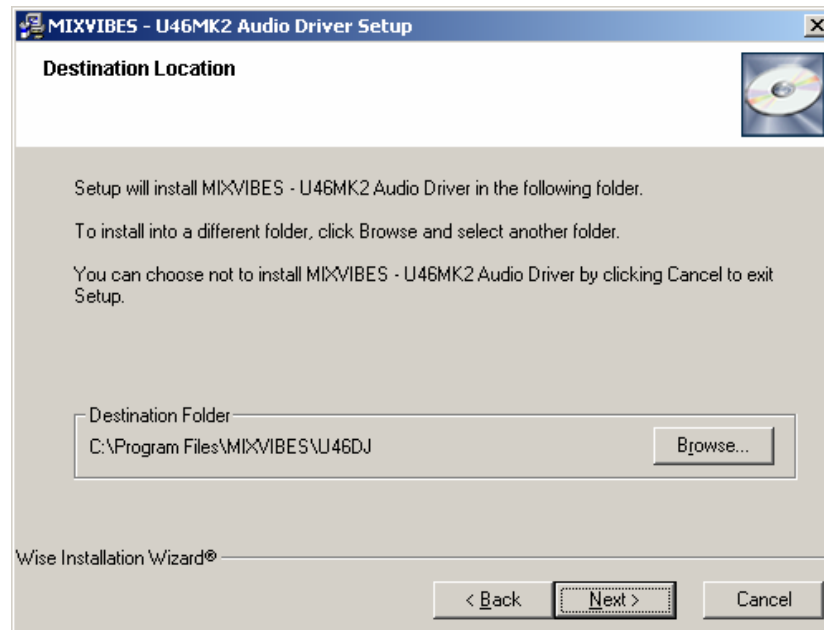 MIXVIBES - U46MK2 Audio Driver Setup
Destination Location
Setup will install MIXVIBES - U46MK2 Audio Driver in the following folder.
To install into a different folder, click Browse and select another folder.
You can choose not to install MIXVIBES - U46MK2 Audio Driver by clicking Cancel to exit
Setup.
Destination Folder
C:\Program Files\MIXVIBES\U46DJ
Browse...
Wise Installation Wizard®
< Back
Next >
Cancel